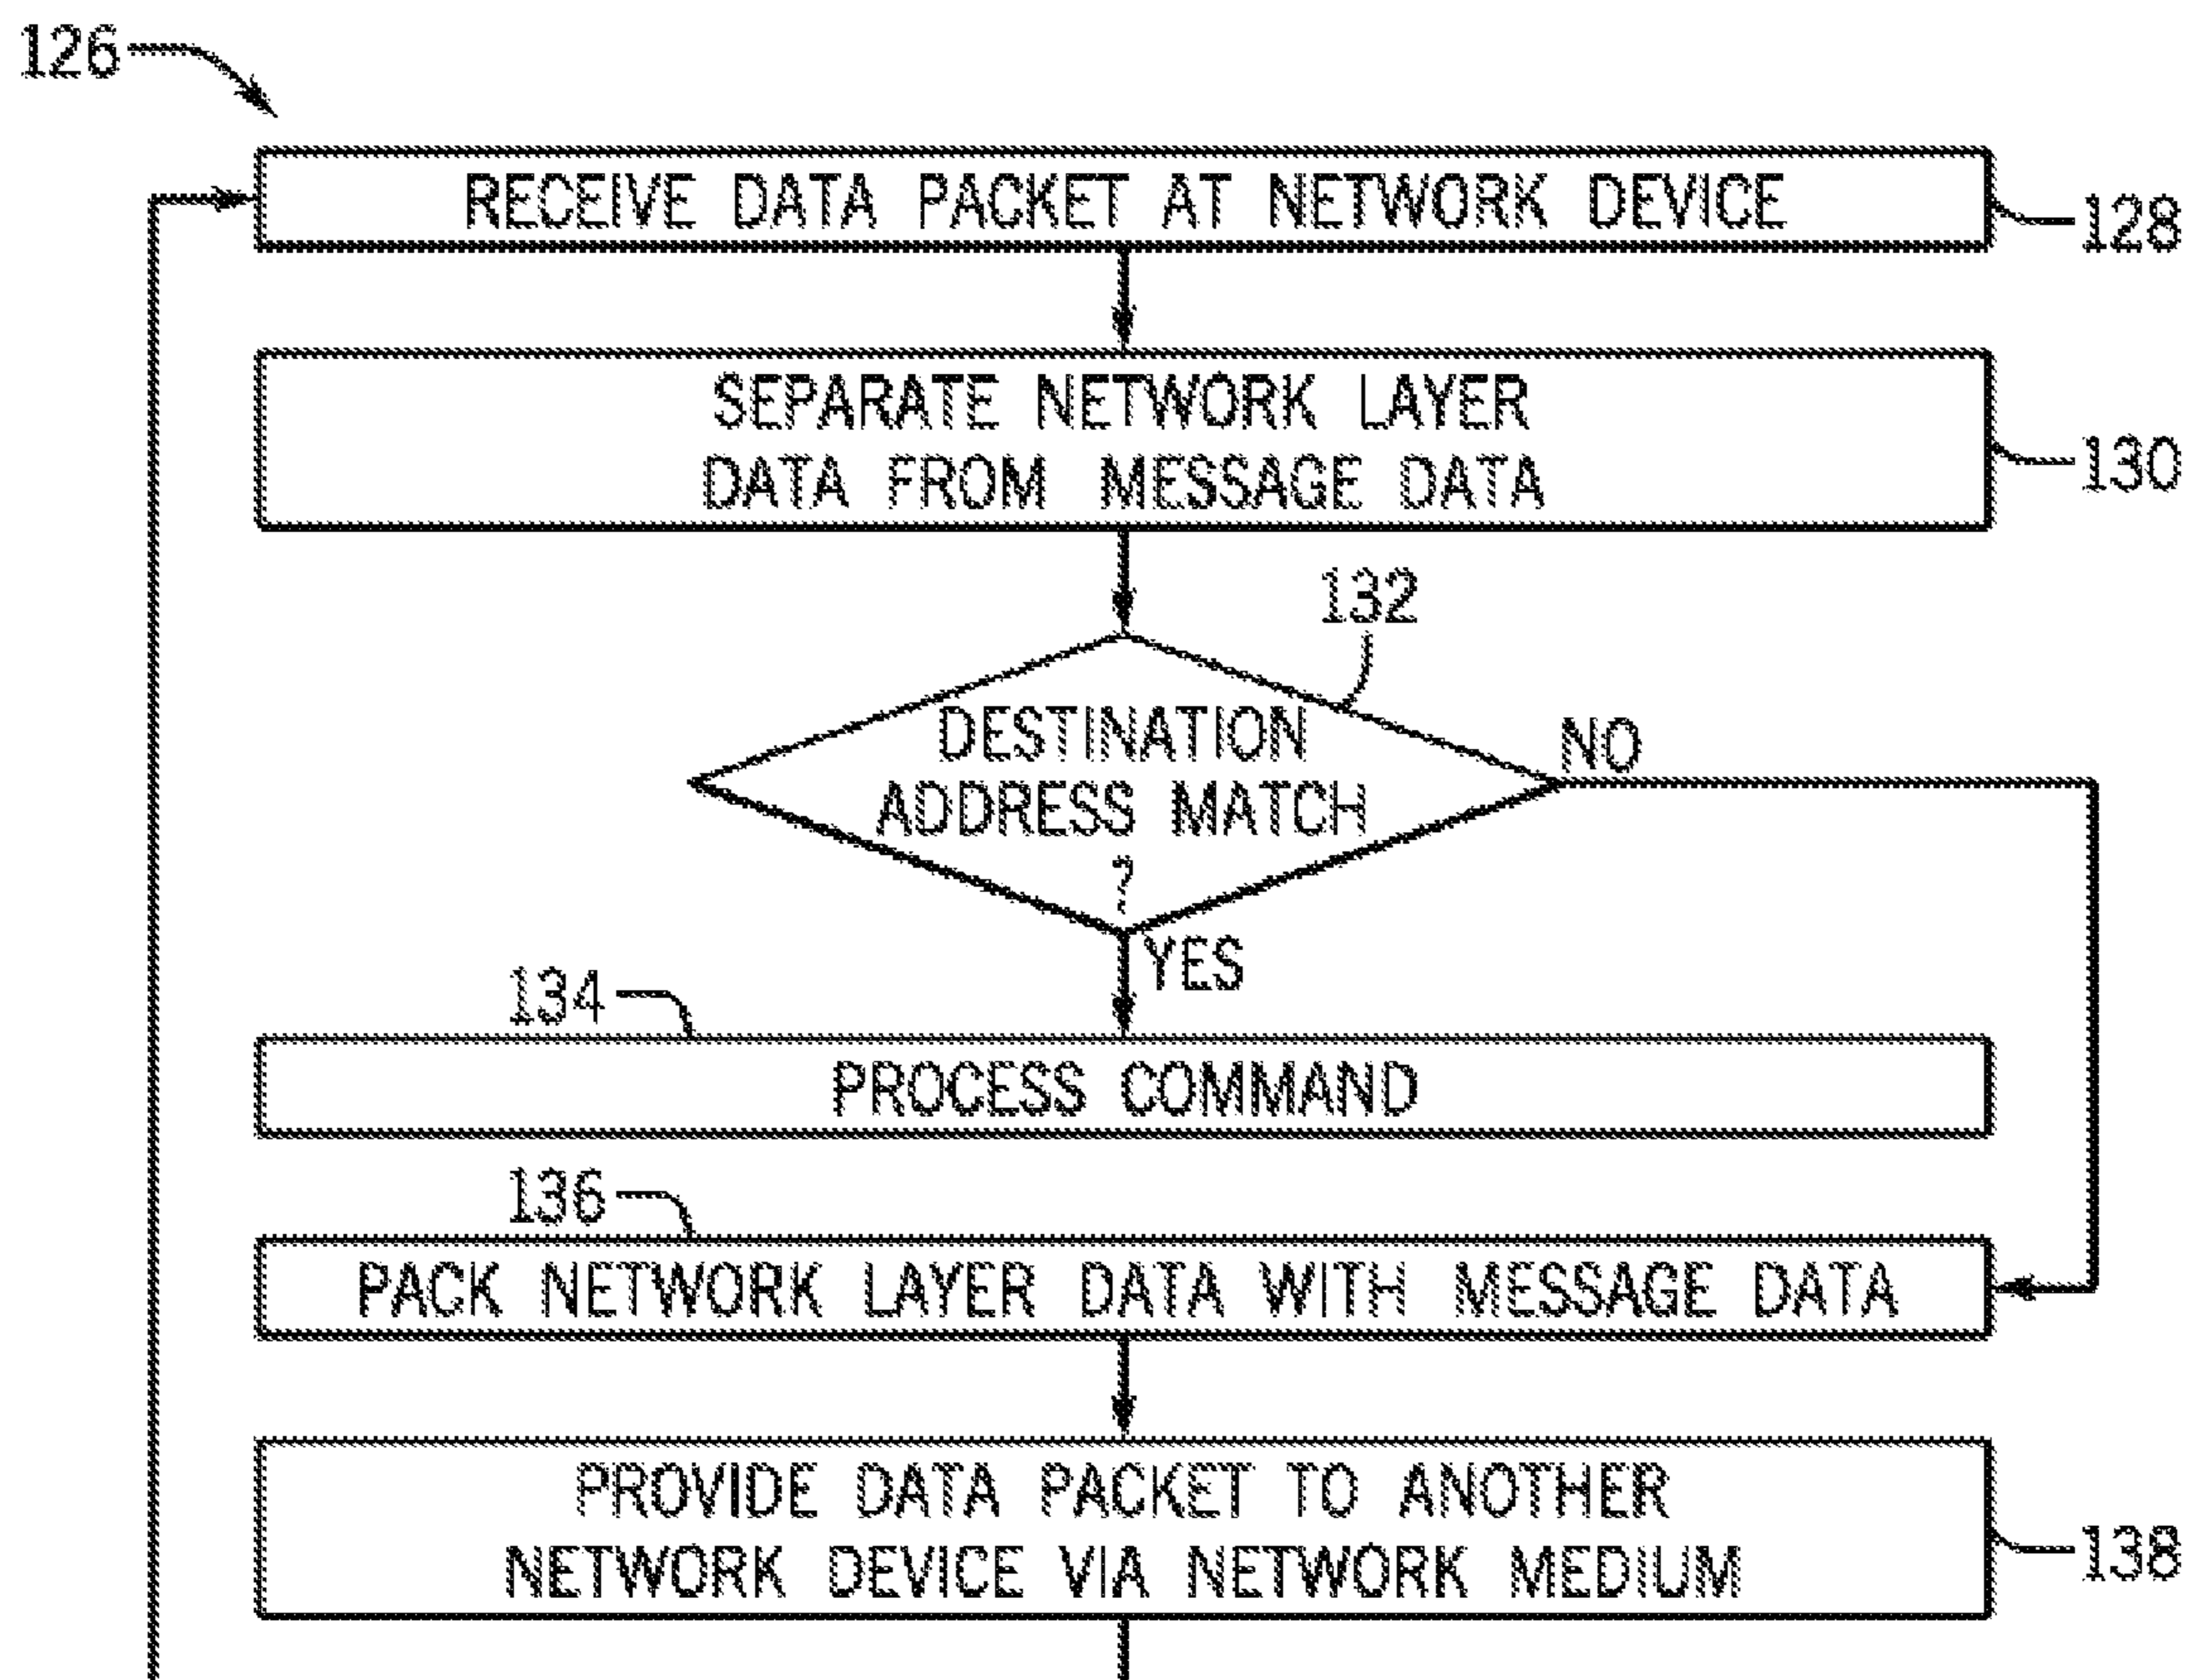 126
RECEIVE DATA PACKET AT NETWORK DEVICE
128
SEPARATE NETWORK LAYER
DATA FROM MESSAGE DATA
130
132
DESTINATION
ADDRESS MATCH
?
NO
YES
134
PROCESS COMMAND
136
PACK NETWORK LAYER DATA WITH MESSAGE DATA
PROVIDE DATA PACKET TO ANOTHER
NETWORK DEVICE VIA NETWORK MEDIUM
138